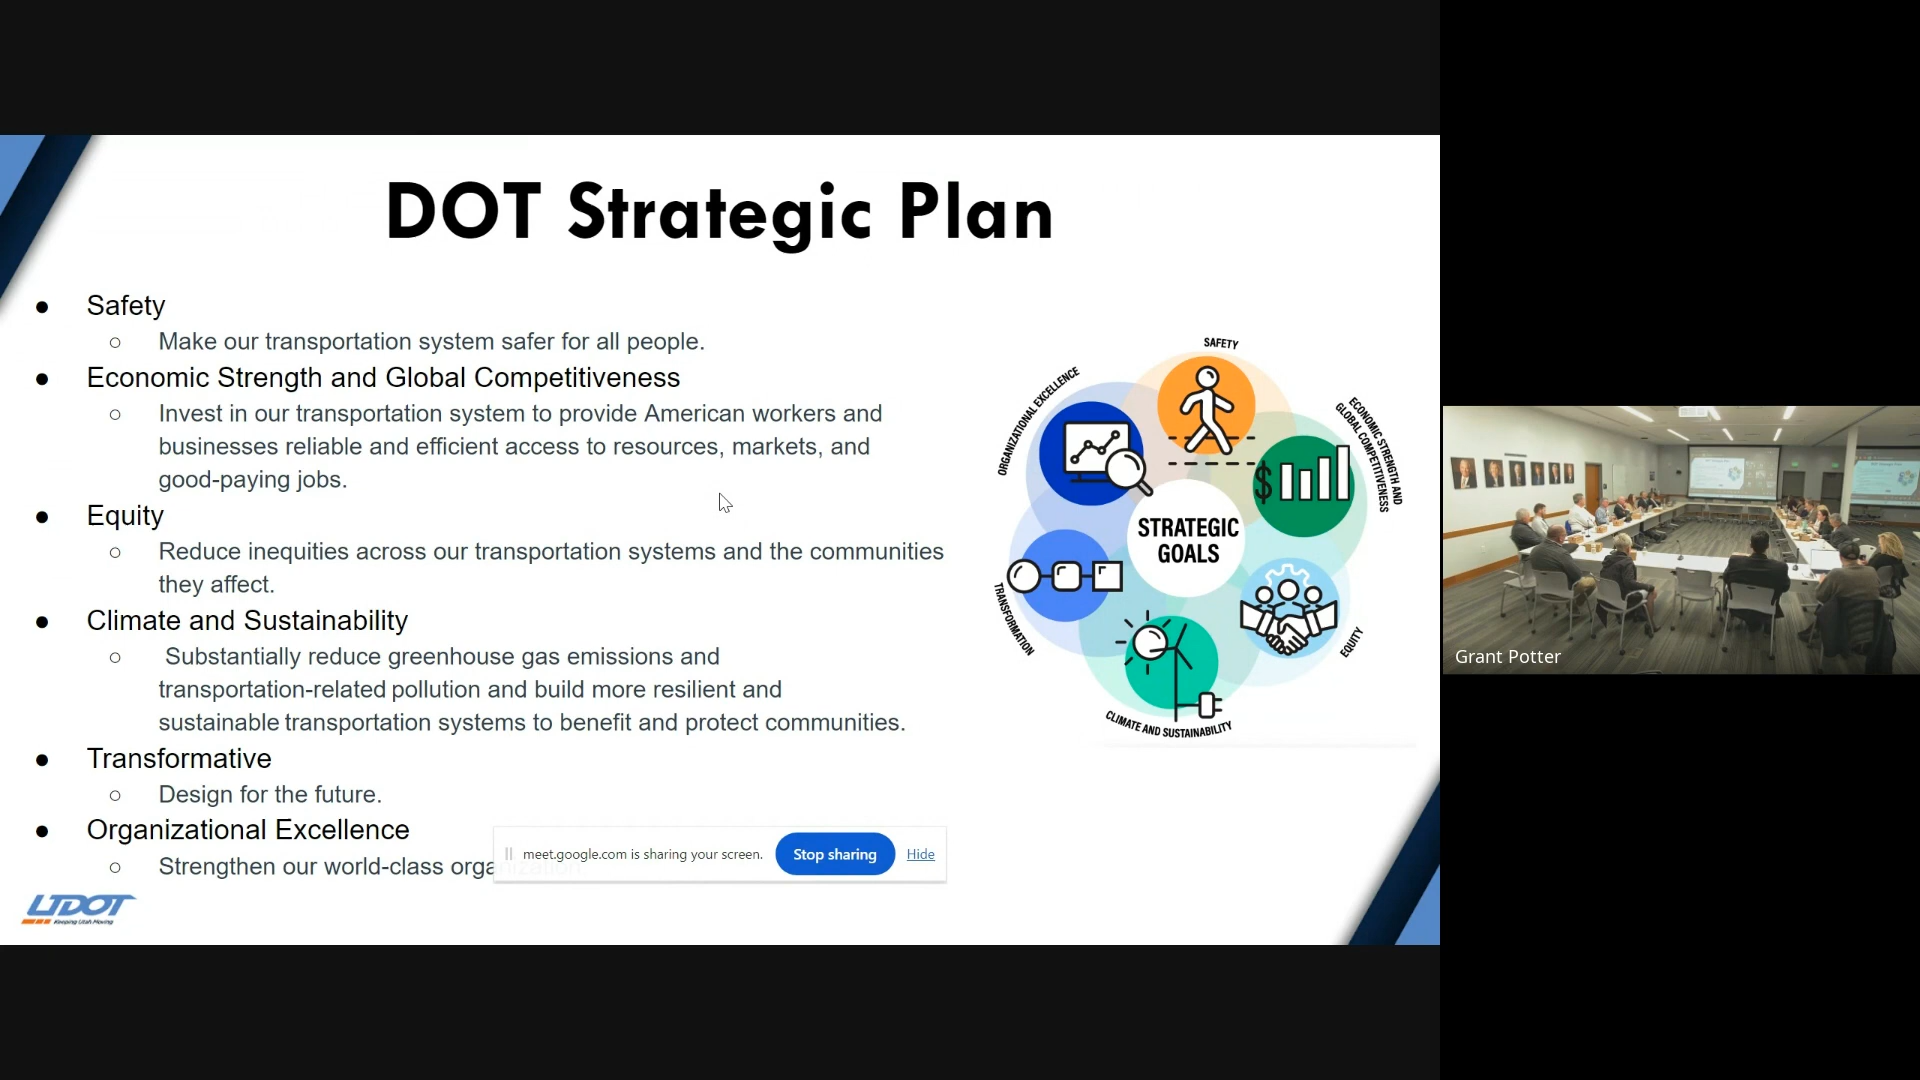 DOT Strategic Plan
● Safety
○ Make our transportation system safer for all people.
● Economic Strength and Global Competitiveness
○ Invest in our transportation system to provide American workers and
businesses reliable and efficient access to resources, markets, and
good-paying jobs.
● Equity
○ Reduce inequities across our transportation systems and the communities
they affect.
● Climate and Sustainability
○ Substantially reduce greenhouse gas emissions and
transportation-related pollution and build more resilient and
sustainable transportation systems to benefit and protect communities.
● Transformative
○ Design for the future.
● Organizational Excellence
○ Strengthen our world-class organization.
meet.google.com is sharing your screen.
Stop sharing
Hide
UDOT
Keeping Utah Moving
SAFETY
ORGANIZATIONAL EXCELLENCE
ECONOMIC STRENGTH AND
GLOBAL COMPETITIVENESS
$
STRATEGIC
GOALS
TRANSFORMATION
EQUITY
CLIMATE AND SUSTAINABILITY
Grant Potter